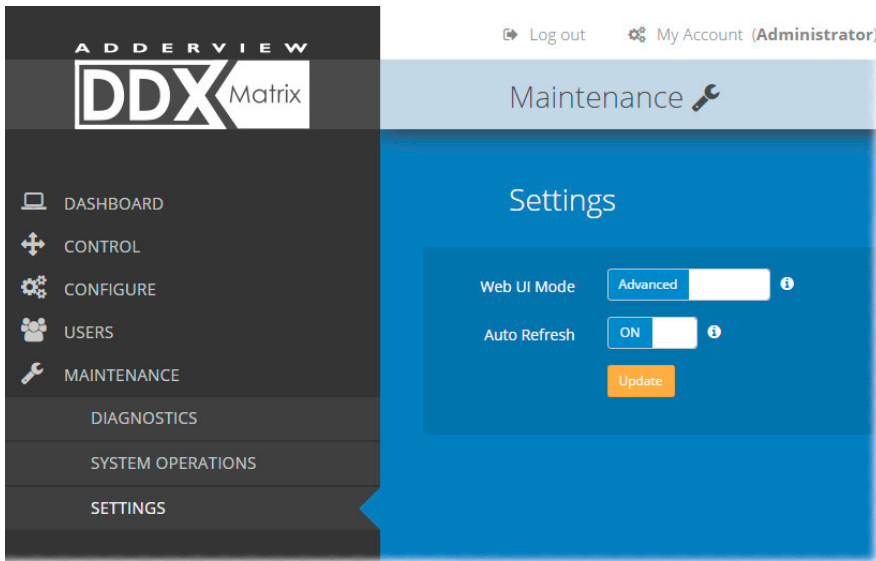 ADDERVIEW
DDX Matrix
Log out
My Account (Administrator)
Maintenance
DASHBOARD
CONTROL
CONFIGURE
USERS
MAINTENANCE
DIAGNOSTICS
SYSTEM OPERATIONS
SETTINGS
Settings
Web UI Mode
Advanced
Auto Refresh
ON
Update